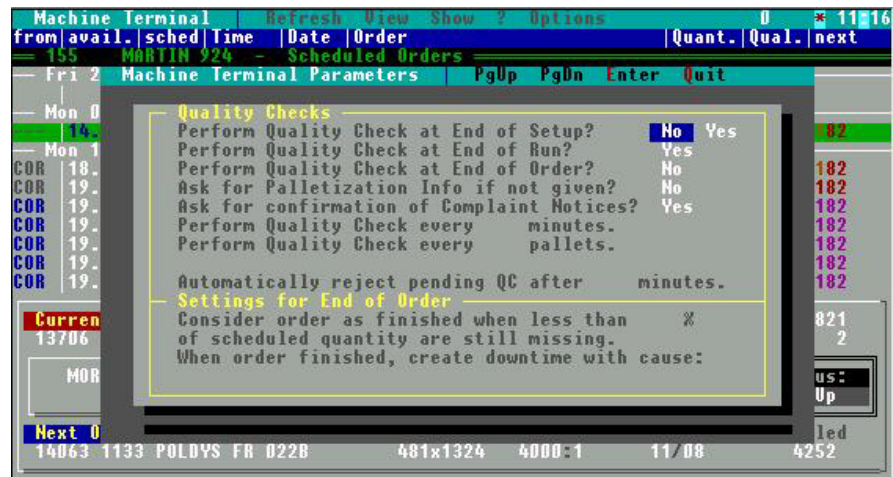 Machine Terminal | Refresh View Show ? Options 0 * 11:16
from|avail.|sched|Time |Date |Order |Quant.|Qual.|next
155 MARTIN 924 - Scheduled Orders
Fri 2 Machine Terminal Parameters | PgUp PgDn Enter Quit
Mon 0 Quality Checks
14. Perform Quality Check at End of Setup? No Yes 182
Mon 1 Perform Quality Check at End of Run? Yes
COR 18. Perform Quality Check at End of Order? No 182
COR 19. Ask for Palletization Info if not given? No 182
COR 19. Ask for confirmation of Complaint Notices? Yes 182
COR 19. Perform Quality Check every minutes. 182
COR 19. Perform Quality Check every pallets. 182
COR 19. 182
COR 19. Automatically reject pending QC after minutes. 182
Settings for End of Order
Curren Consider order as finished when less than % 821
13706 of scheduled quantity are still missing. 2
When order finished, create downtime with cause:
MOR us:
Up
Next O led
14063 1133 POLDYS FR 022B 481x1324 4000:1 11/08 4252